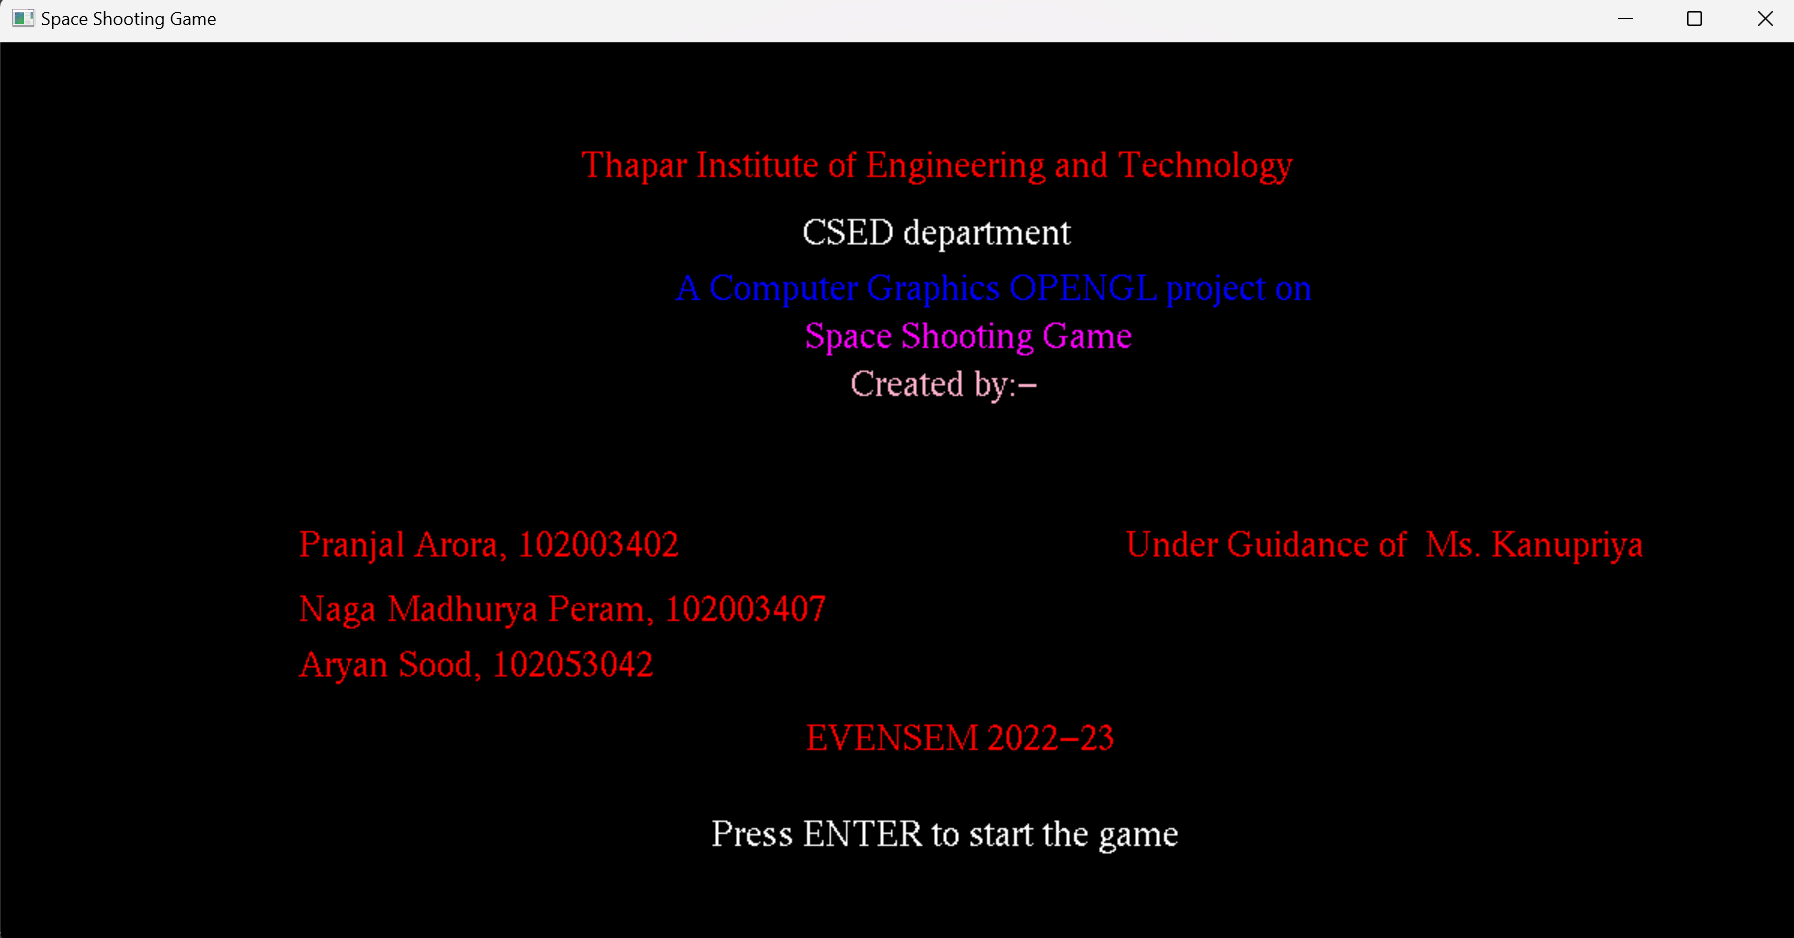 Space Shooting Game
Thapar Institute of Engineering and Technology
CSED department
A Computer Graphics OPENGL project on
Space Shooting Game
Created by:-
Pranjal Arora, 102003402
Under Guidance of  Ms. Kanupriya
Naga Madhurya Peram, 102003407
Aryan Sood, 102053042
EVENSEM 2022-23
Press ENTER to start the game